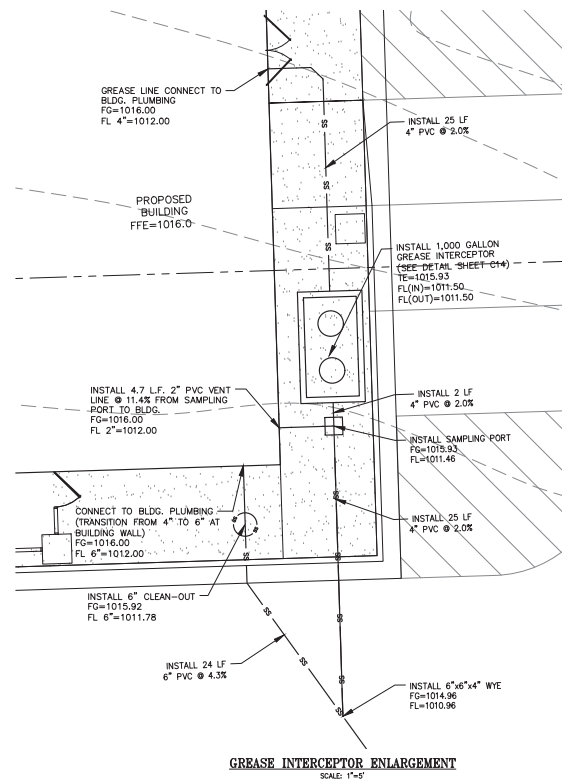 GREASE LINE CONNECT TO
BLDG. PLUMBING
FG=1016.00
FL 4"=1012.00
INSTALL 25 LF
4" PVC @ 2.0%
SS
SS
SS
PROPOSED
BUILDING
FFE=1016.0
INSTALL 1,000 GALLON
GREASE INTERCEPTOR
(SEE DETAIL SHEET C14)
TE=1015.93
FL(IN)=1011.50
FL(OUT)=1011.50
INSTALL 4.7 L.F. 2" PVC VENT
LINE @ 11.4% FROM SAMPLING
PORT TO BLDG.
FG=1016.00
FL 2"=1012.00
INSTALL 2 LF
4" PVC @ 2.0%
INSTALL SAMPLING PORT
FG=1015.93
FL=1011.46
SS
CONNECT TO BLDG. PLUMBING
(TRANSITION FROM 4" TO 6" AT
BUILDING WALL)
FG=1016.00
FL 6"=1012.00
INSTALL 25 LF
4" PVC @ 2.0%
SS
SS
INSTALL 6" CLEAN-OUT
FG=1015.92
FL 6"=1011.78
SS
SS
SS
INSTALL 24 LF
6" PVC @ 4.3%
SS
SS
SS
INSTALL 6"x6"x4" WYE
FG=1014.96
FL=1010.96
GREASE INTERCEPTOR ENLARGEMENT
SCALE: 1"=5'